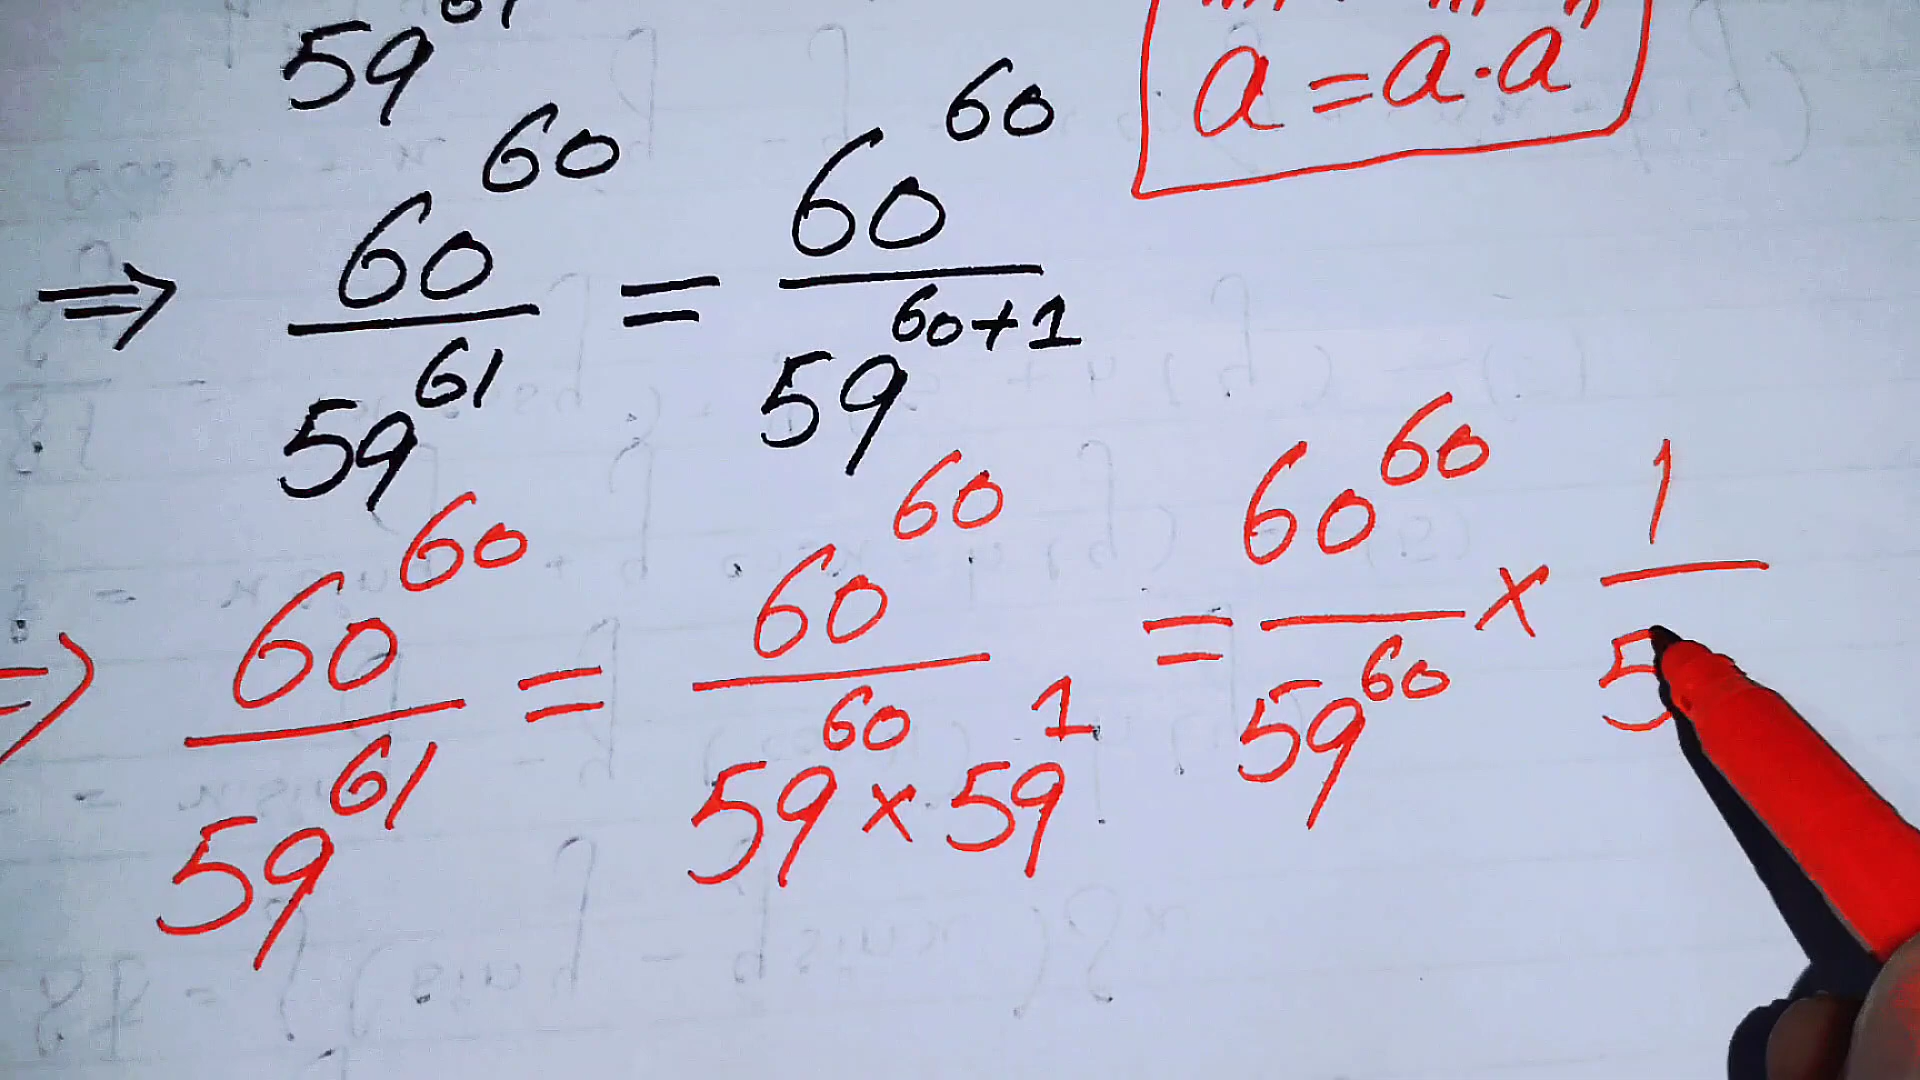 59^61
a^(m+n) = a^m · a^n
⇒ 60^60 / 59^61 = 60^60 / 59^(60+1)
⇒ 60^60 / 59^61 = 60^60 / (59^60 × 59^1) = 60^60 / 59^60 × 1 / 5